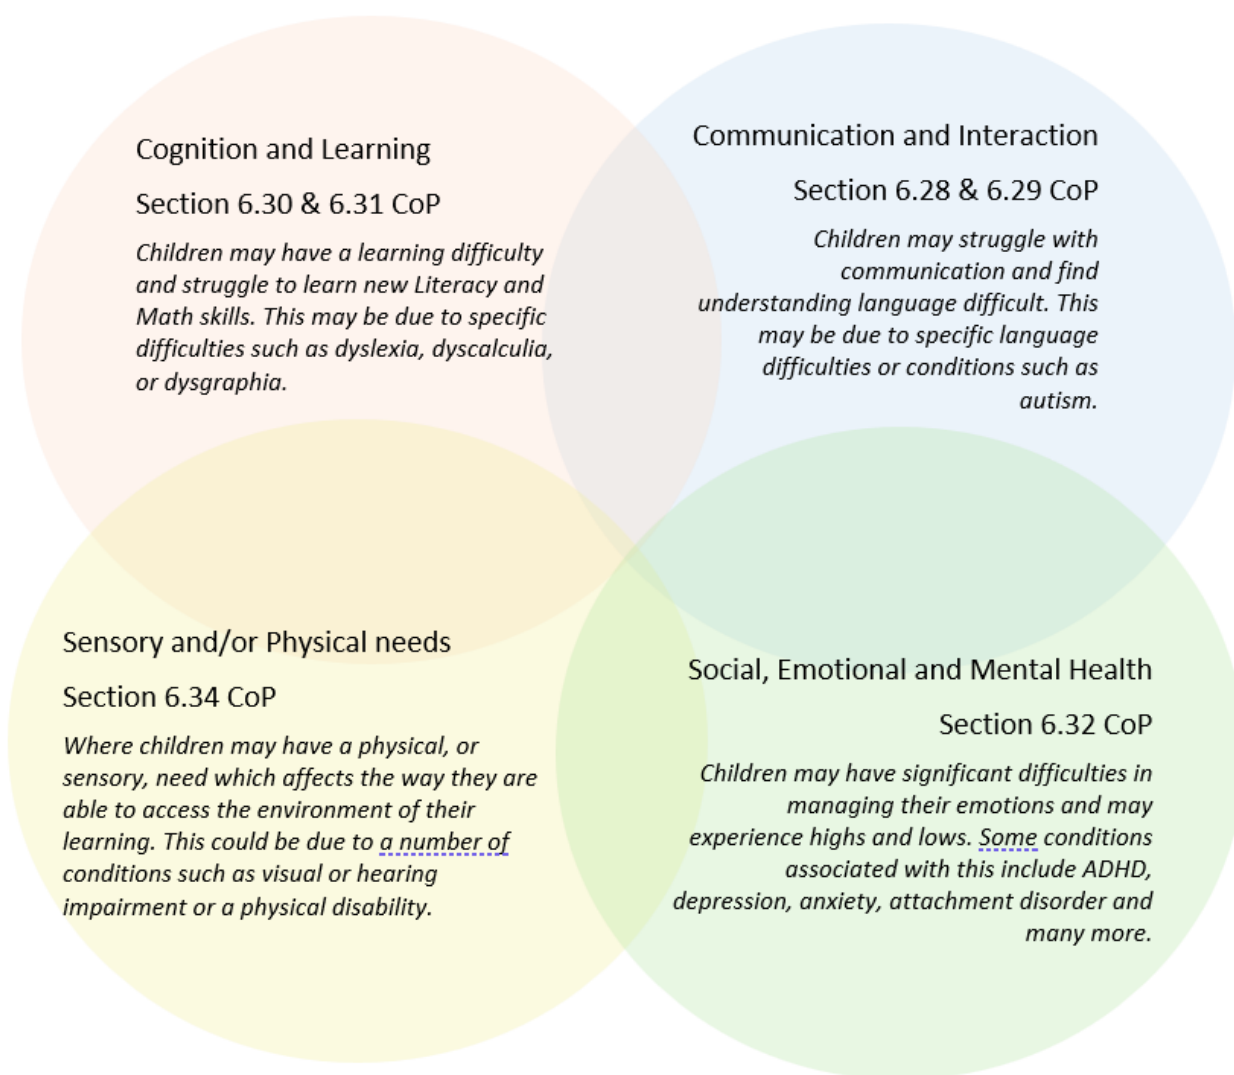 Cognition and Learning
Section 6.30 & 6.31 CoP
Children may have a learning difficulty
and struggle to learn new Literacy and
Math skills. This may be due to specific
difficulties such as dyslexia, dyscalculia,
or dysgraphia.
Communication and Interaction
Section 6.28 & 6.29 CoP
Children may struggle with
communication and find
understanding language difficult. This
may be due to specific language
difficulties or conditions such as
autism.
Sensory and/or Physical needs
Section 6.34 CoP
Where children may have a physical, or
sensory, need which affects the way they are
able to access the environment of their
learning. This could be due to a number of
conditions such as visual or hearing
impairment or a physical disability.
Social, Emotional and Mental Health
Section 6.32 CoP
Children may have significant difficulties in
managing their emotions and may
experience highs and lows. Some conditions
associated with this include ADHD,
depression, anxiety, attachment disorder and
many more.